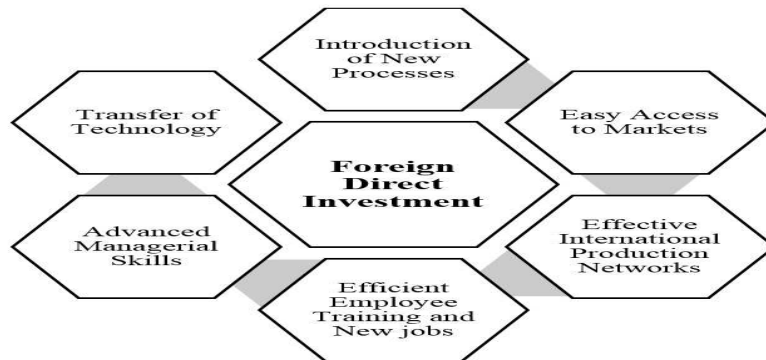 Introduction
of New
Processes
Transfer of
Technology
Easy Access
to Markets
Foreign
Direct
Investment
Advanced
Managerial
Skills
Effective
International
Production
Networks
Efficient
Employee
Training and
New jobs